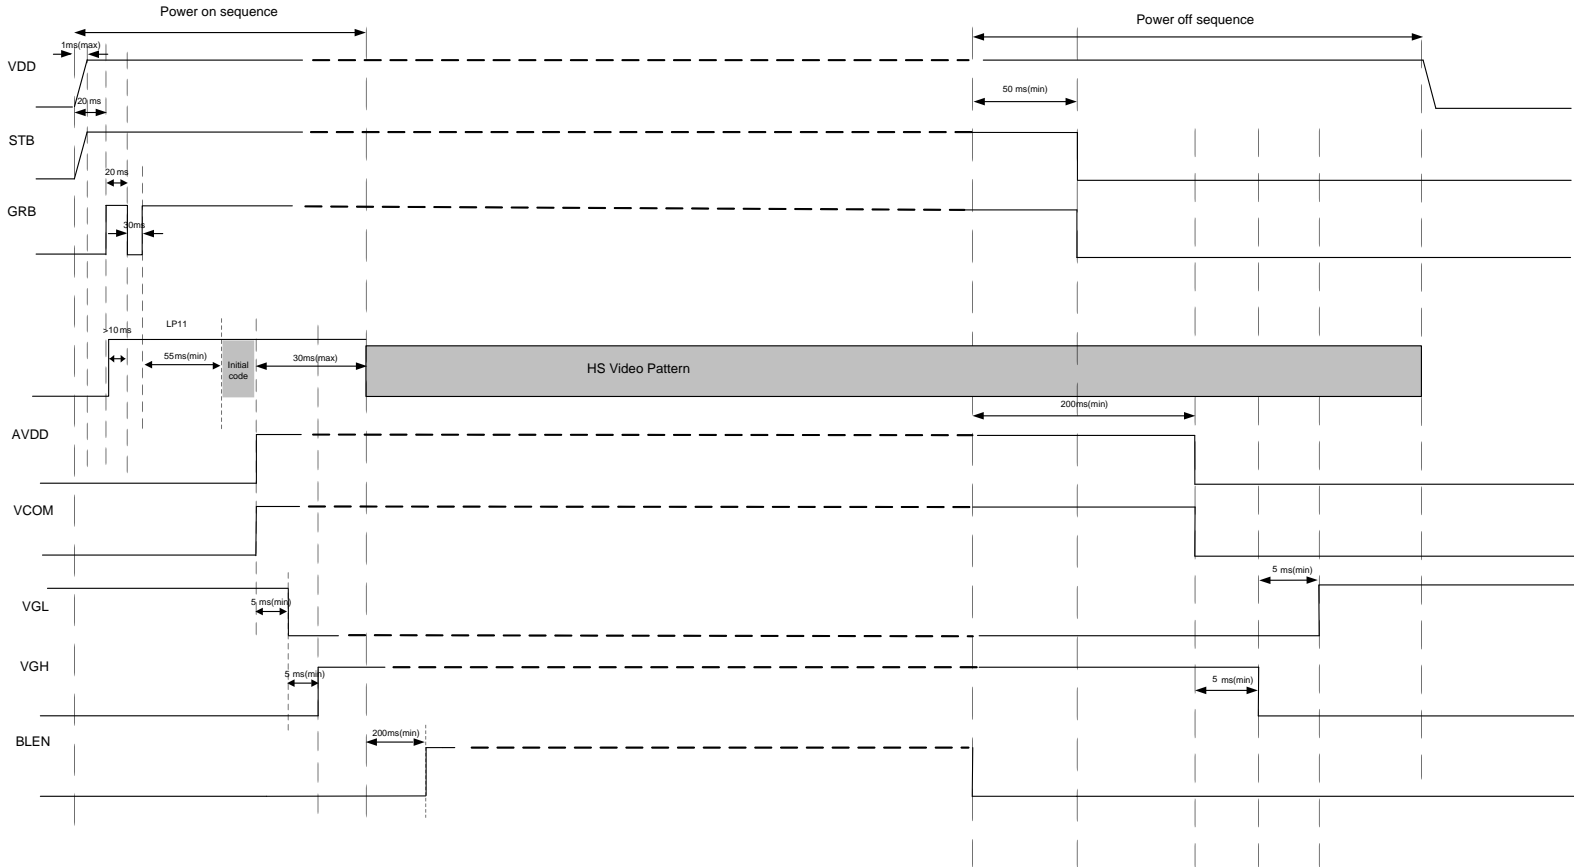 Power on sequence
Power off sequence
1ms(max)
VDD
50 ms(min)
20 ms
STB
20 ms
GRB
30ms
>10 ms
LP11
55ms(min)
Initial
code
30ms(max)
HS Video Pattern
200ms(min)
AVDD
VCOM
5 ms(min)
VGL
5 ms(min)
VGH
5 ms(min)
5 ms(min)
BLEN
200ms(min)